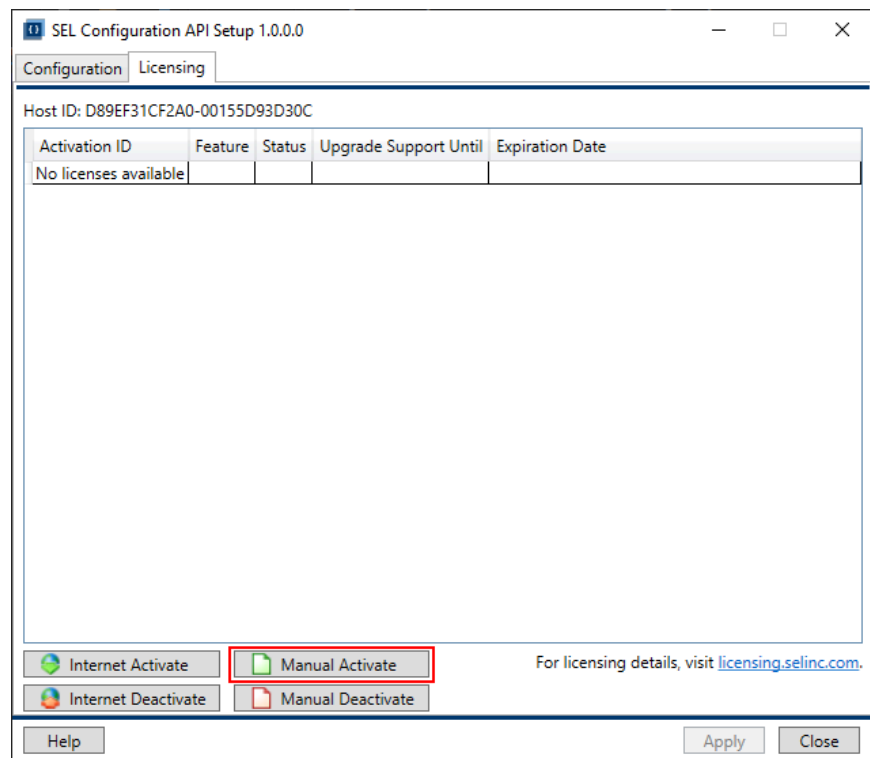 SEL Configuration API Setup 1.0.0.0
Configuration Licensing
Host ID: D89EF31CF2A0-00155D93D30C
Activation ID Feature Status Upgrade Support Until Expiration Date
No licenses available
Internet Activate Manual Activate For licensing details, visit licensing.selinc.com.
Internet Deactivate Manual Deactivate
Help Apply Close